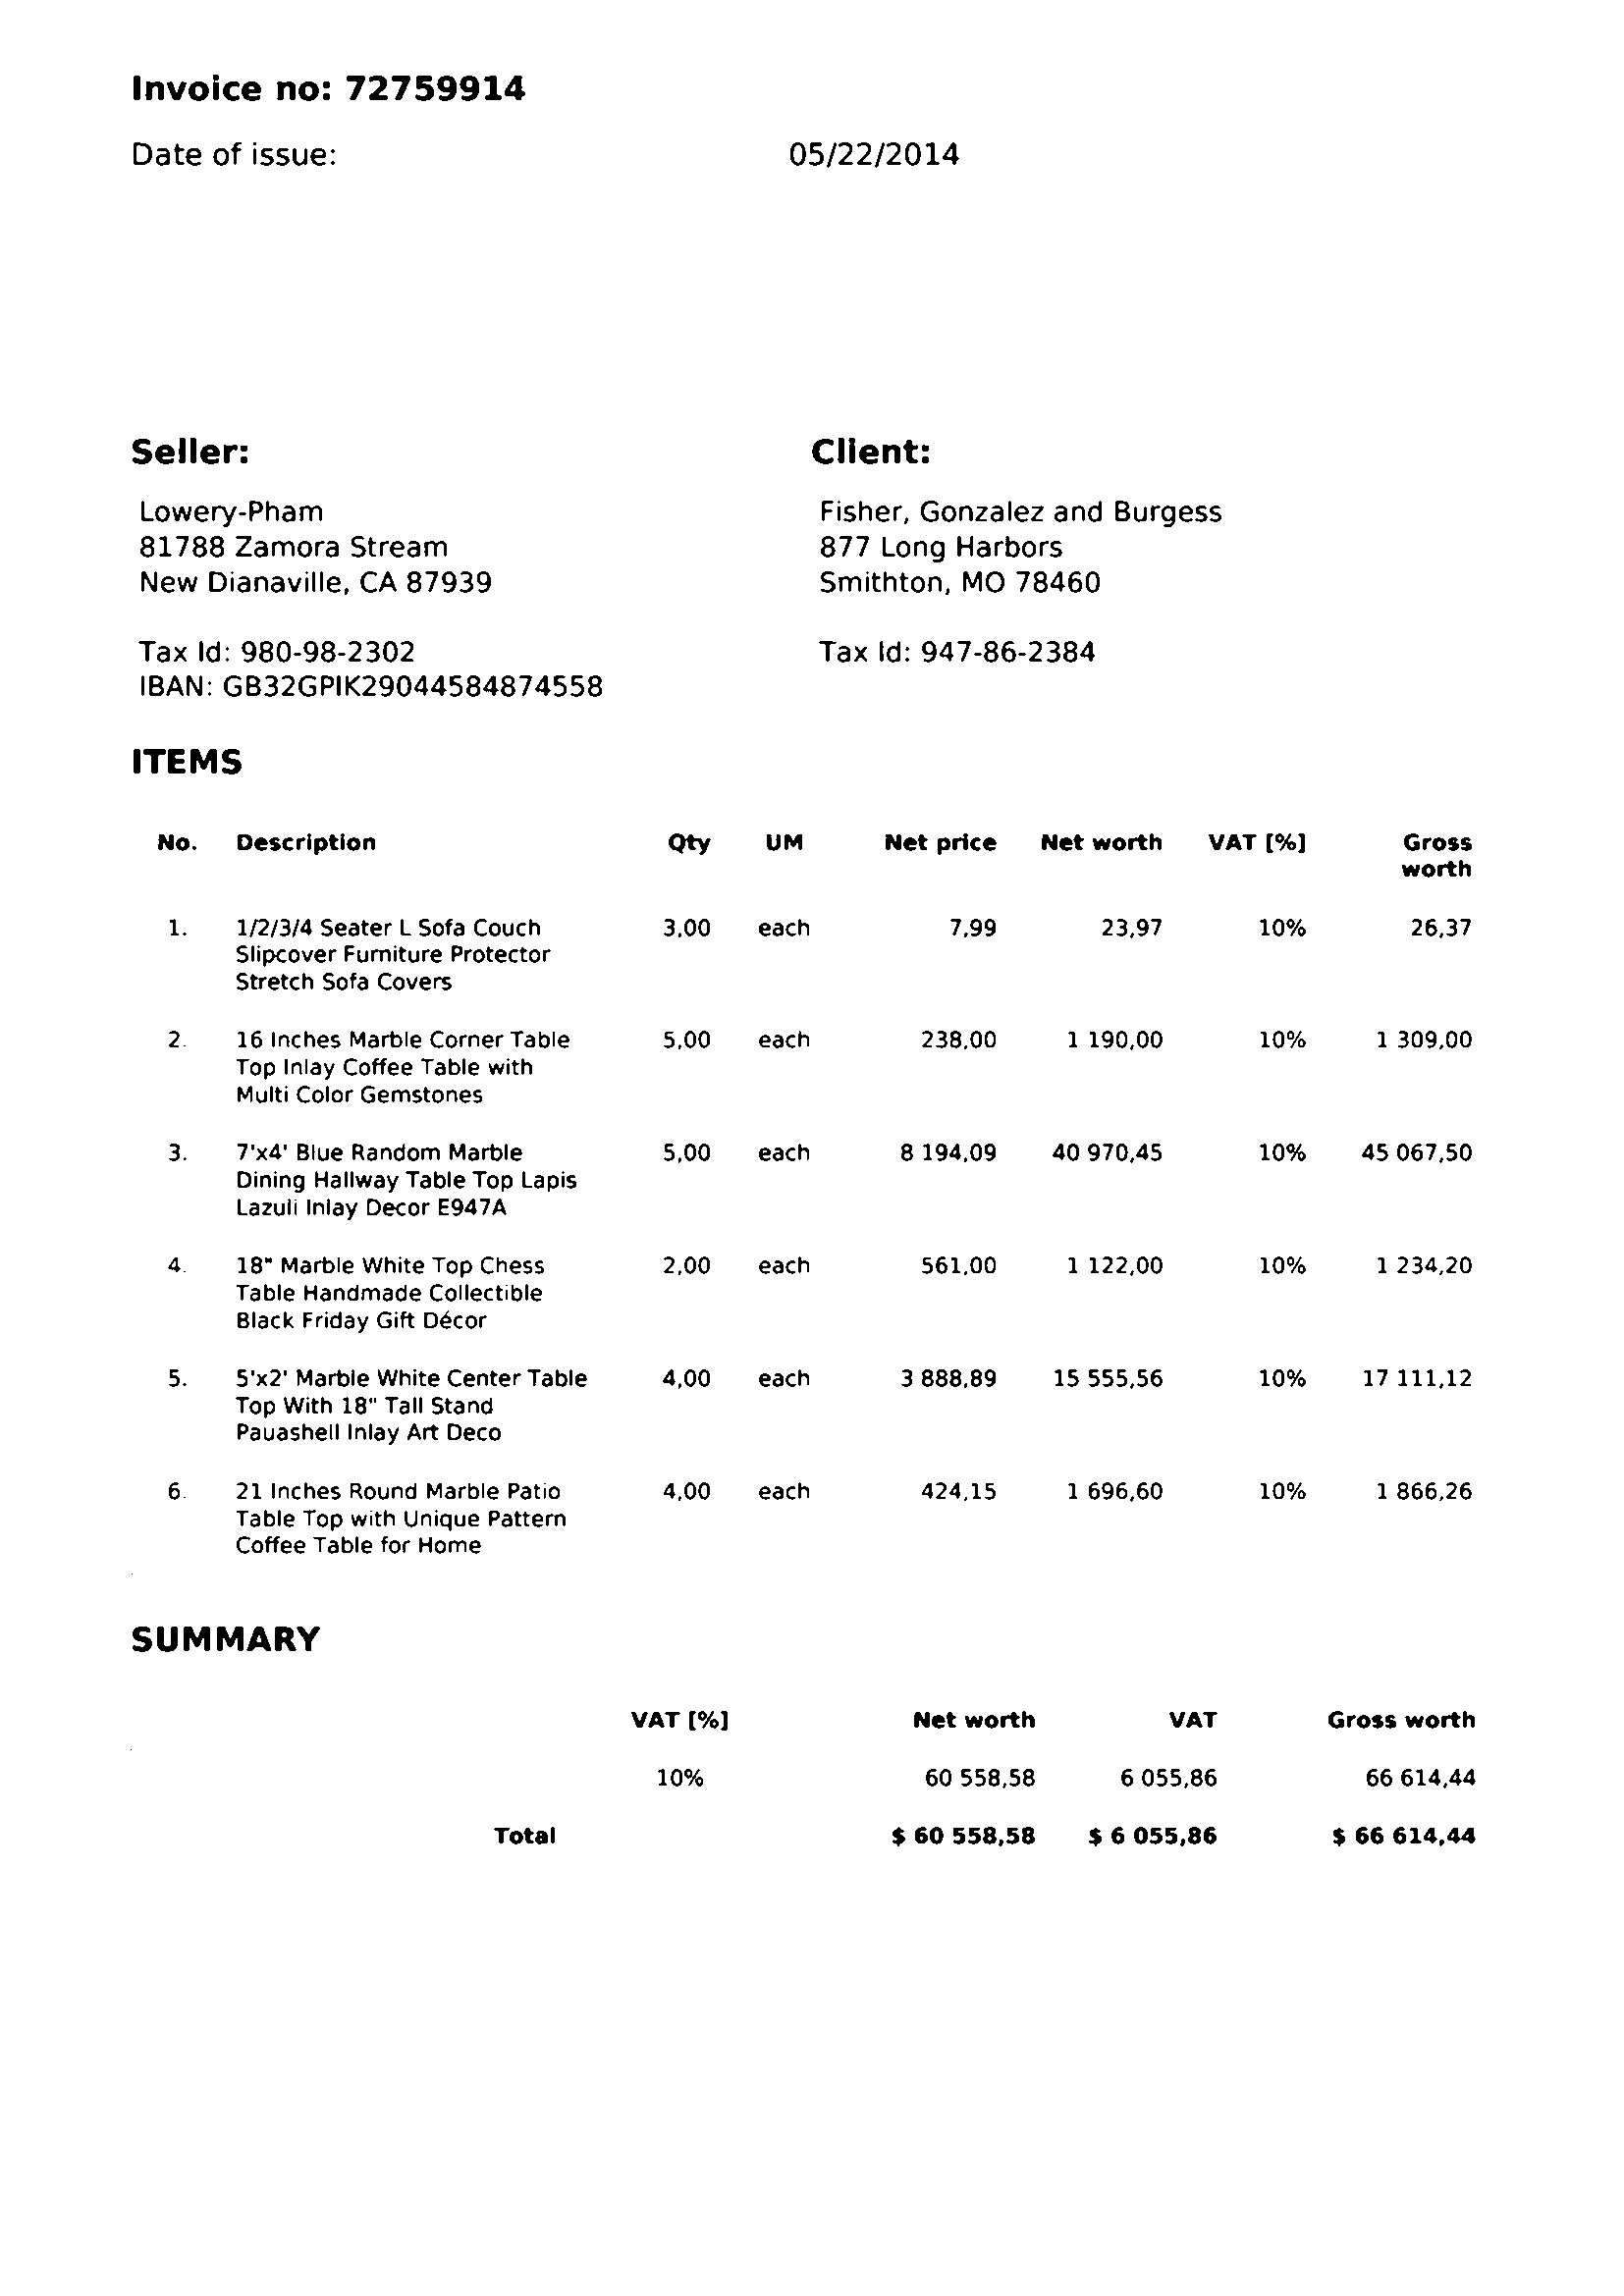 Invoice no: 72759914
Date of issue: 05/22/2014
Seller: Client:
Lowery-Pham Fisher, Gonzalez and Burgess
81788 Zamora Stream 877 Long Harbors
New Dianaville, CA 87939 Smithton, MO 78460
Tax Id: 980-98-2302 Tax Id: 947-86-2384
IBAN: GB32GPIK29044584874558
ITEMS
No. Description Qty UM Net price Net worth VAT [%] Gross
worth
1. 1/2/3/4 Seater L Sofa Couch 3,00 each 7,99 23,97 10% 26,37
Slipcover Furniture Protector
Stretch Sofa Covers
2. 16 Inches Marble Corner Table 5,00 each 238,00 1 190,00 10% 1 309,00
Top Inlay Coffee Table with
Multi Color Gemstones
3. 7'x4' Blue Random Marble 5,00 each 8 194,09 40 970,45 10% 45 067,50
Dining Hallway Table Top Lapis
Lazuli Inlay Decor E947A
4. 18" Marble White Top Chess 2,00 each 561,00 1 122,00 10% 1 234,20
Table Handmade Collectible
Black Friday Gift Décor
5. 5'x2' Marble White Center Table 4,00 each 3 888,89 15 555,56 10% 17 111,12
Top With 18" Tall Stand
Pauashell Inlay Art Deco
6. 21 Inches Round Marble Patio 4,00 each 424,15 1 696,60 10% 1 866,26
Table Top with Unique Pattern
Coffee Table for Home
SUMMARY
VAT [%] Net worth VAT Gross worth
10% 60 558,58 6 055,86 66 614,44
Total $ 60 558,58 $ 6 055,86 $ 66 614,44